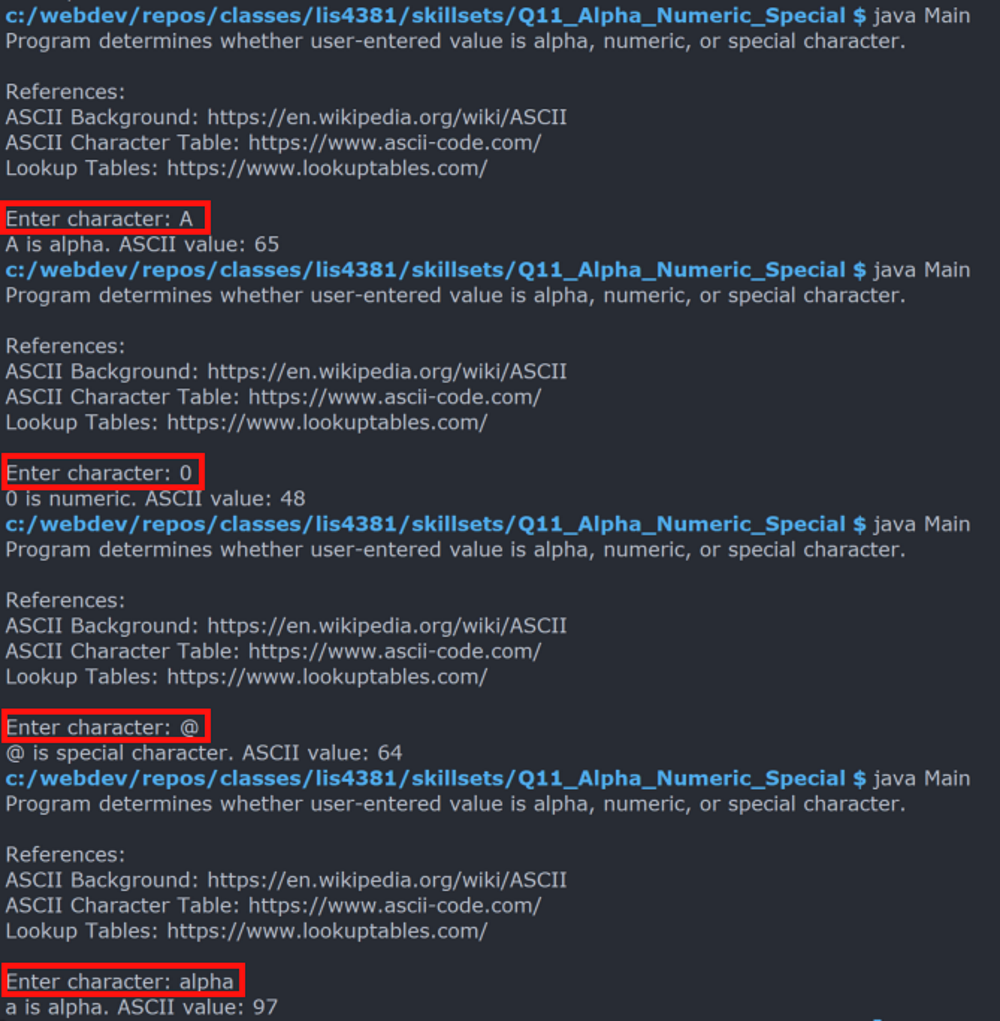 c:/webdev/repos/classes/lis4381/skillsets/Q11_Alpha_Numeric_Special $ java Main
Program determines whether user-entered value is alpha, numeric, or special character.
References:
ASCII Background: https://en.wikipedia.org/wiki/ASCII
ASCII Character Table: https://www.ascii-code.com/
Lookup Tables: https://www.lookuptables.com/
Enter character: A
A is alpha. ASCII value: 65
c:/webdev/repos/classes/lis4381/skillsets/Q11_Alpha_Numeric_Special $ java Main
Program determines whether user-entered value is alpha, numeric, or special character.
References:
ASCII Background: https://en.wikipedia.org/wiki/ASCII
ASCII Character Table: https://www.ascii-code.com/
Lookup Tables: https://www.lookuptables.com/
Enter character: 0
0 is numeric. ASCII value: 48
c:/webdev/repos/classes/lis4381/skillsets/Q11_Alpha_Numeric_Special $ java Main
Program determines whether user-entered value is alpha, numeric, or special character.
References:
ASCII Background: https://en.wikipedia.org/wiki/ASCII
ASCII Character Table: https://www.ascii-code.com/
Lookup Tables: https://www.lookuptables.com/
Enter character: @
@ is special character. ASCII value: 64
c:/webdev/repos/classes/lis4381/skillsets/Q11_Alpha_Numeric_Special $ java Main
Program determines whether user-entered value is alpha, numeric, or special character.
References:
ASCII Background: https://en.wikipedia.org/wiki/ASCII
ASCII Character Table: https://www.ascii-code.com/
Lookup Tables: https://www.lookuptables.com/
Enter character: alpha
a is alpha. ASCII value: 97